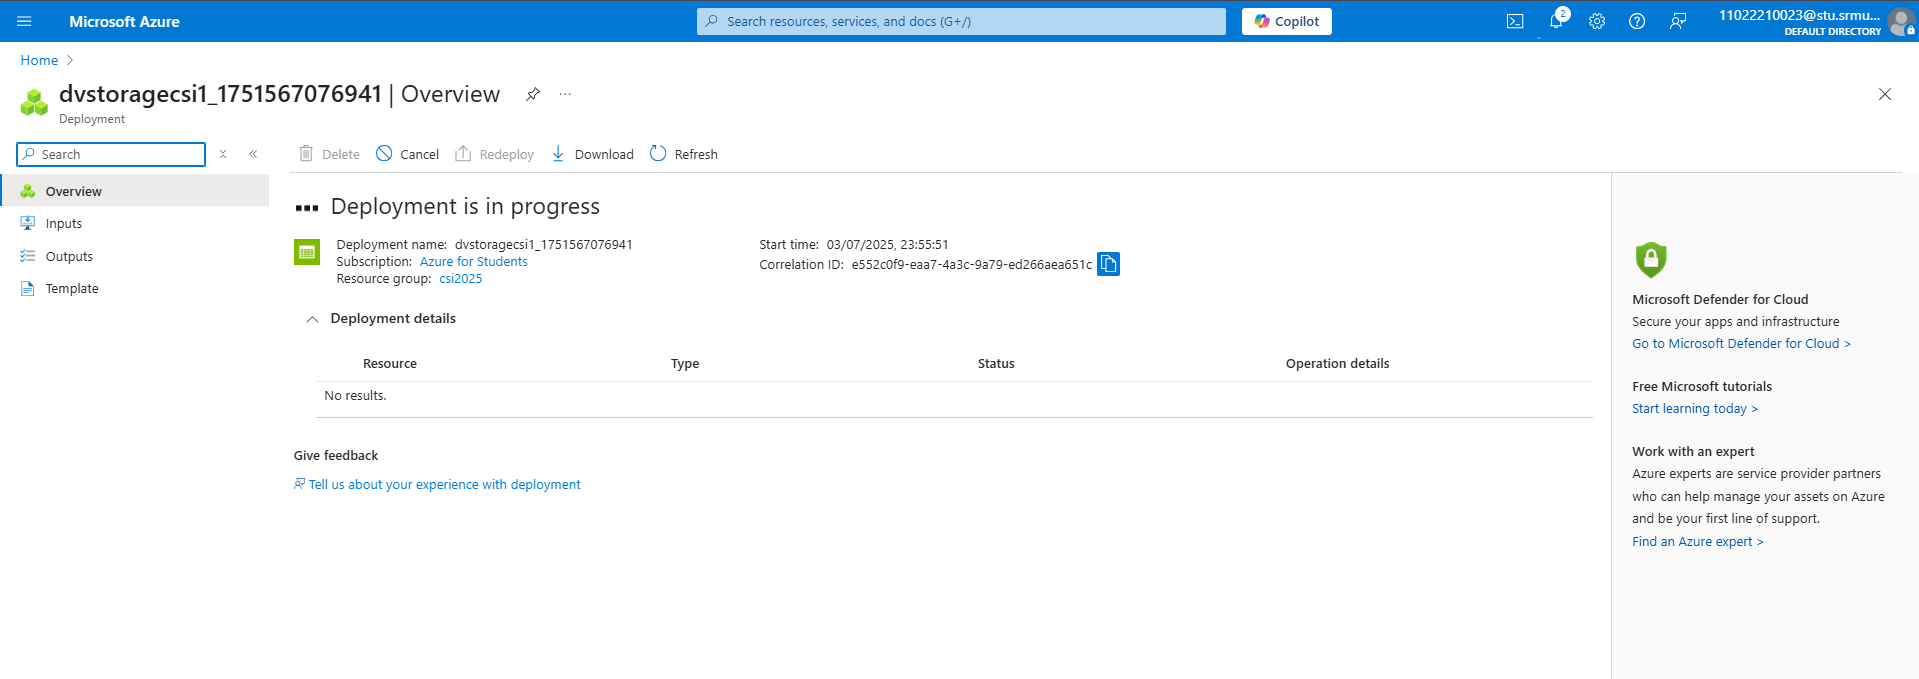 Microsoft Azure
Search resources, services, and docs (G+/)
Copilot
2
11022210023@stu.srmu...
DEFAULT DIRECTORY
Home >
dvstoragecsi1_1751567076941 | Overview
...
Deployment
Search
Delete
Cancel
Redeploy
Download
Refresh
Overview
Inputs
Outputs
Template
Deployment is in progress
Deployment name: dvstoragecsi1_1751567076941
Subscription: Azure for Students
Resource group: csi2025
Start time: 03/07/2025, 23:55:51
Correlation ID: e552c0f9-eaa7-4a3c-9a79-ed266aea651c
Deployment details
Resource Type Status Operation details
No results.
Give feedback
Tell us about your experience with deployment
Microsoft Defender for Cloud
Secure your apps and infrastructure
Go to Microsoft Defender for Cloud >
Free Microsoft tutorials
Start learning today >
Work with an expert
Azure experts are service provider partners
who can help manage your assets on Azure
and be your first line of support.
Find an Azure expert >